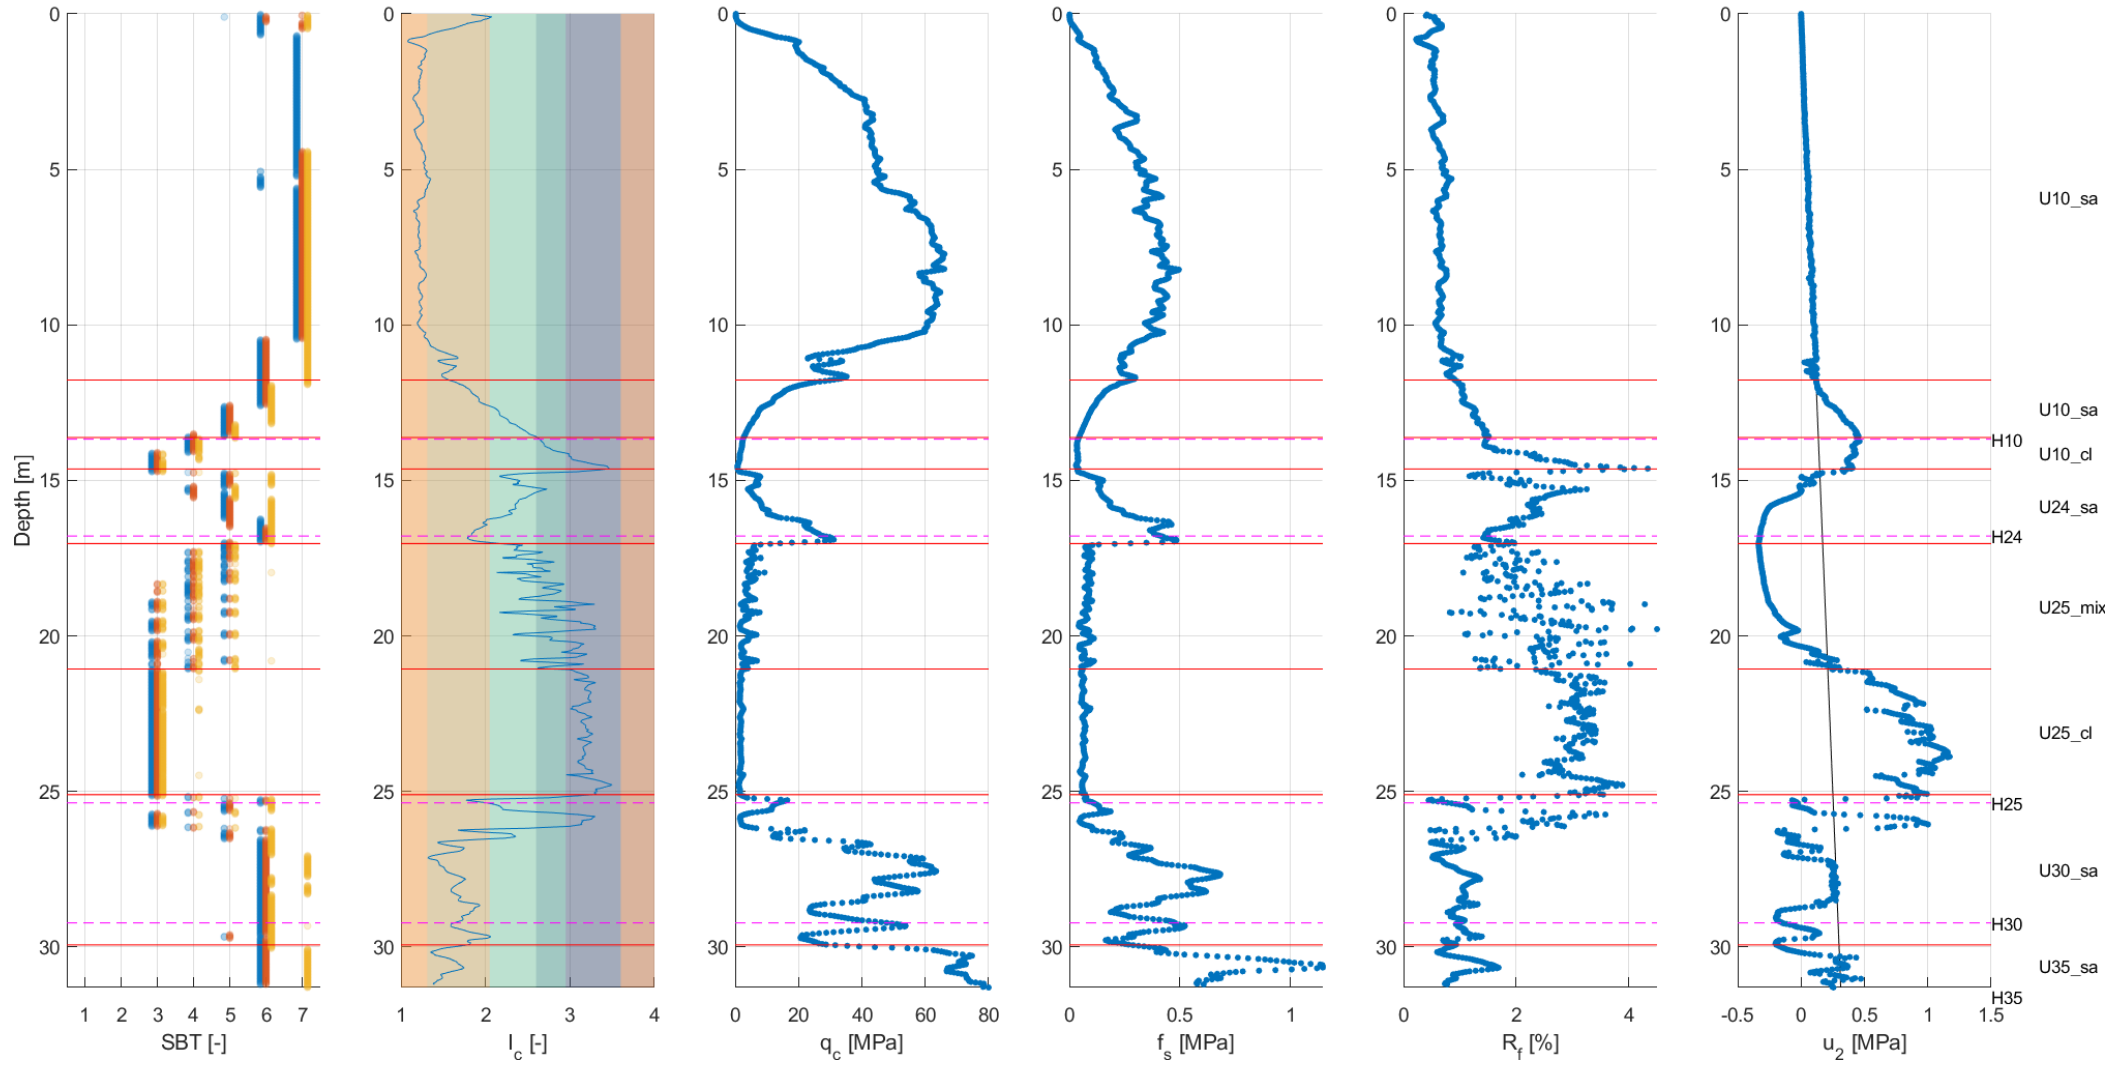 0
5
10
15
20
25
30
Depth [m]
1 2 3 4 5 6 7
SBT [-]
0
5
10
15
20
25
30
1 2 3 4
I_c [-]
0
5
10
15
20
25
30
0 20 40 60 80
q_c [MPa]
0
5
10
15
20
25
30
0 0.5 1
f_s [MPa]
0
5
10
15
20
25
30
0 2 4
R_f [%]
0
5
10
15
20
25
30
-0.5 0 0.5 1 1.5
u_2 [MPa]
U10_sa
U10_sa
H10
U10_cl
U24_sa
H24
U25_mix
U25_cl
H25
U30_sa
H30
U35_sa
H35